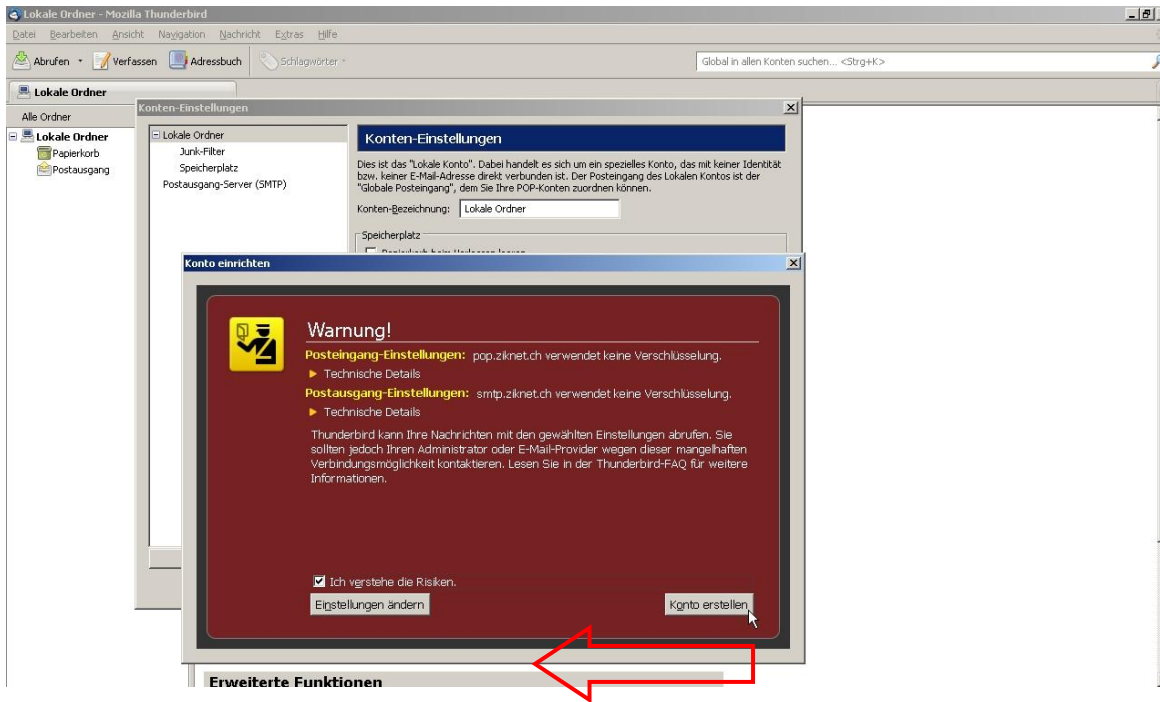 Lokale Ordner - Mozilla Thunderbird
Datei Bearbeiten Ansicht Navigation Nachricht Extras Hilfe
Abrufen Verfassen Adressbuch Schlagwörter
Global in allen Konten suchen... <Strg+K>
Lokale Ordner
Alle Ordner
Lokale Ordner
Papierkorb
Postausgang
Konten-Einstellungen
Lokale Ordner
Junk-Filter
Speicherplatz
Postausgang-Server (SMTP)
Konten-Einstellungen
Dies ist das "Lokale Konto". Dabei handelt es sich um ein spezielles Konto, das mit keiner Identität
bzw. keiner E-Mail-Adresse direkt verbunden ist. Der Posteingang des Lokalen Kontos ist der
"Globale Posteingang", dem Sie Ihre POP-Konten zuordnen können.
Konten-Bezeichnung: Lokale Ordner
Speicherplatz
Papierkorb beim Verlassen leeren
Konto einrichten
Warnung!
Posteingang-Einstellungen: pop.ziknet.ch verwendet keine Verschlüsselung.
Technische Details
Postausgang-Einstellungen: smtp.ziknet.ch verwendet keine Verschlüsselung.
Technische Details
Thunderbird kann Ihre Nachrichten mit den gewählten Einstellungen abrufen. Sie
sollten jedoch Ihren Administrator oder E-Mail-Provider wegen dieser mangelhaften
Verbindungsmöglichkeit kontaktieren. Lesen Sie in der Thunderbird-FAQ für weitere
Informationen.
Ich verstehe die Risiken.
Einstellungen ändern
Konto erstellen
Erweiterte Funktionen